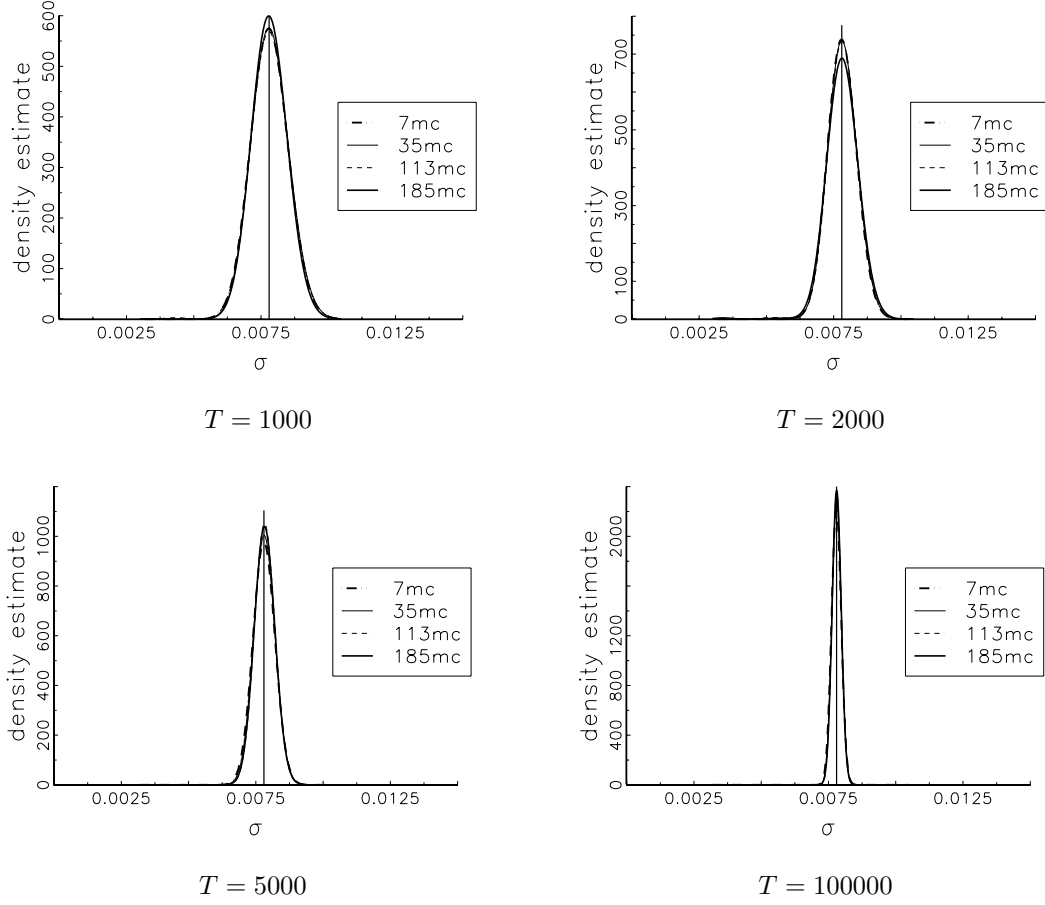 density estimate
0 100 200 300 400 500 600
0.0025 0.0075 0.0125
σ
7mc
35mc
113mc
185mc
T = 1000
density estimate
0 100 300 500 700
0.0025 0.0075 0.0125
σ
7mc
35mc
113mc
185mc
T = 2000
density estimate
0 200 400 600 800 1000
0.0025 0.0075 0.0125
σ
7mc
35mc
113mc
185mc
T = 5000
density estimate
0 400 800 1200 2000
0.0025 0.0075 0.0125
σ
7mc
35mc
113mc
185mc
T = 100000